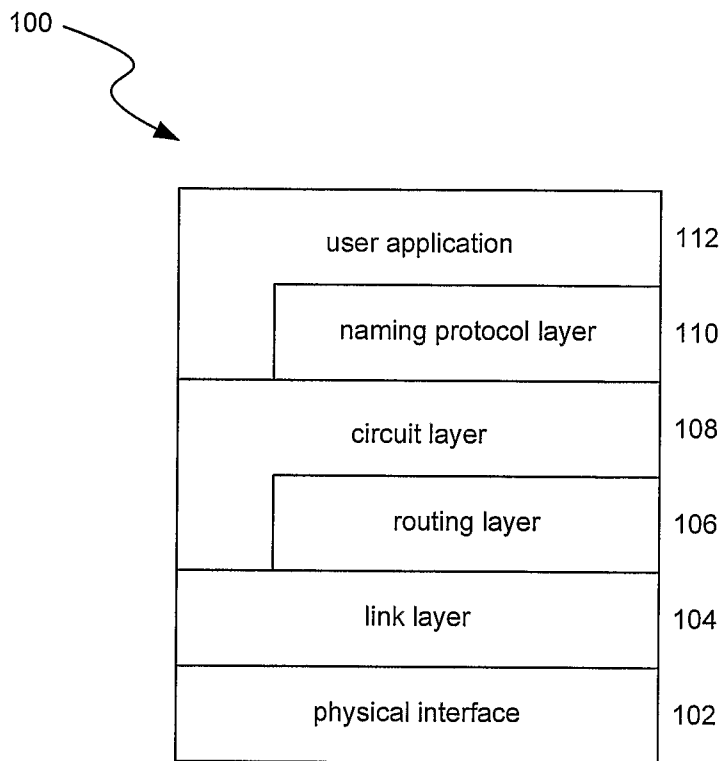 100
user application 112
naming protocol layer 110
circuit layer 108
routing layer 106
link layer 104
physical interface 102